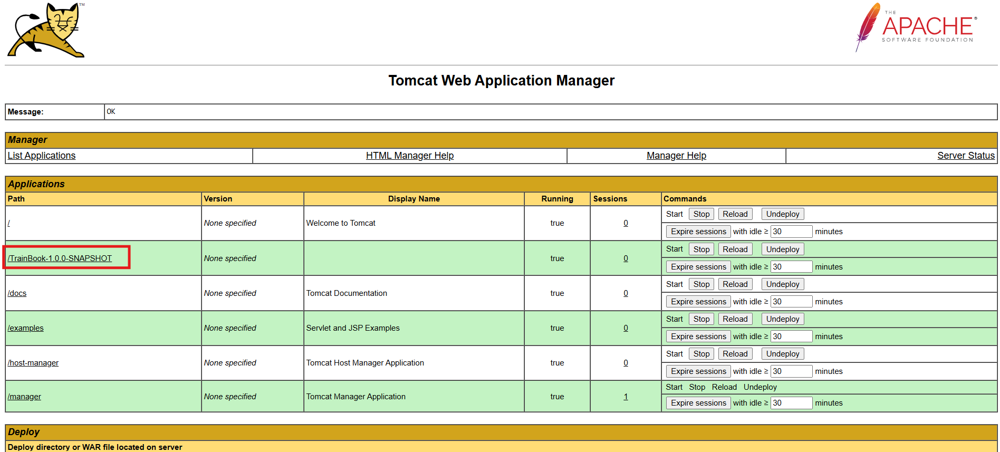 TM
THE
APACHE®
SOFTWARE FOUNDATION
Tomcat Web Application Manager
Message: OK
Manager
List Applications HTML Manager Help Manager Help Server Status
Applications
Path Version Display Name Running Sessions Commands
/ None specified Welcome to Tomcat true 0 Start Stop Reload Undeploy
Expire sessions with idle ≥ 30 minutes
/TrainBook-1.0.0-SNAPSHOT None specified true 0 Start Stop Reload Undeploy
Expire sessions with idle ≥ 30 minutes
/docs None specified Tomcat Documentation true 0 Start Stop Reload Undeploy
Expire sessions with idle ≥ 30 minutes
/examples None specified Servlet and JSP Examples true 0 Start Stop Reload Undeploy
Expire sessions with idle ≥ 30 minutes
/host-manager None specified Tomcat Host Manager Application true 0 Start Stop Reload Undeploy
Expire sessions with idle ≥ 30 minutes
/manager None specified Tomcat Manager Application true 1 Start Stop Reload Undeploy
Expire sessions with idle ≥ 30 minutes
Deploy
Deploy directory or WAR file located on server